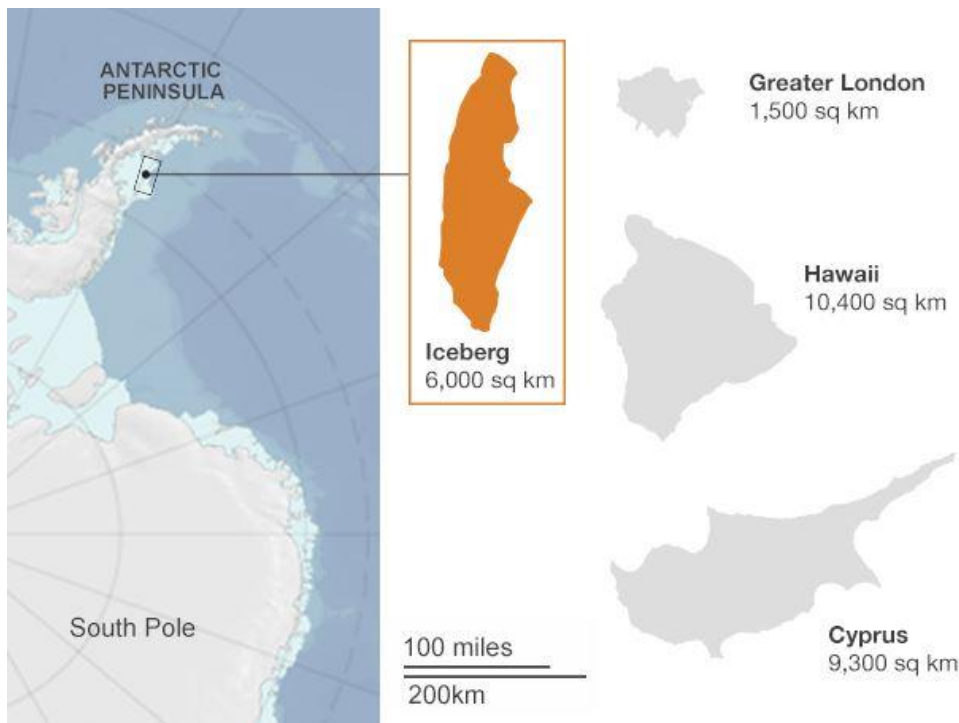 ANTARCTIC
PENINSULA
South Pole
Iceberg
6,000 sq km
Greater London
1,500 sq km
Hawaii
10,400 sq km
Cyprus
9,300 sq km
100 miles
200km